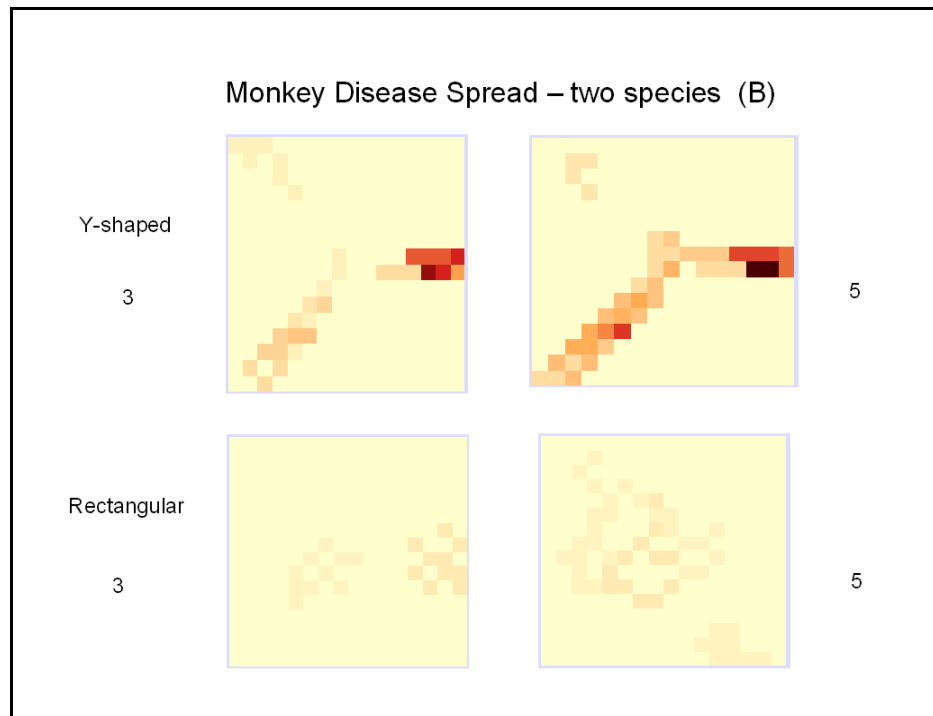 Monkey Disease Spread – two species (B)
Y-shaped
3
5
Rectangular
3
5